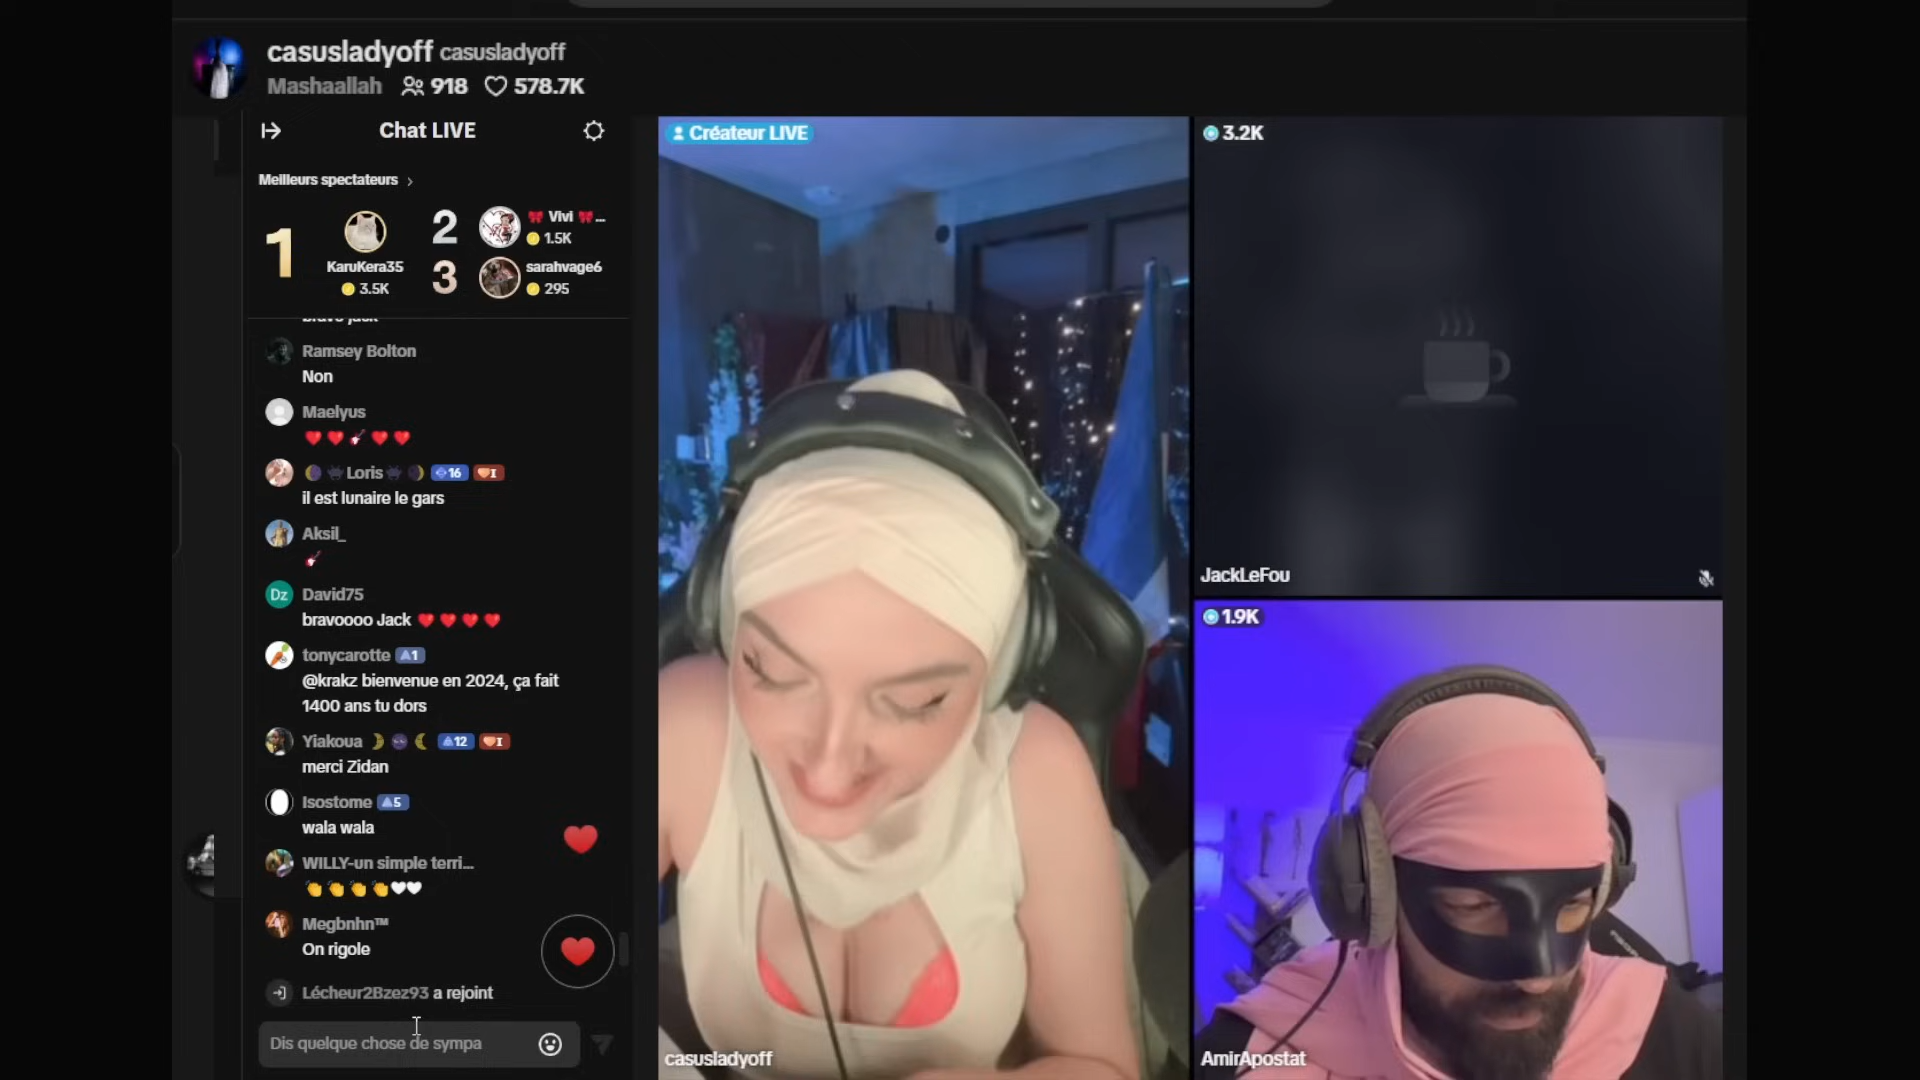 casusladyoff casusladyoff
Mashaallah 918 578.7K
Chat LIVE
Meilleurs spectateurs
1
KaruKera35
3.5K
2
Vivi ...
1.5K
3
sarahvage6
295
bravo jack
Ramsey Bolton
Non
Maelyus
Loris 16 I
il est lunaire le gars
Aksil_
Dz David75
bravoooo Jack
tonycarotte 1
@krakz bienvenue en 2024, ça fait
1400 ans tu dors
Yiakoua 12 I
merci Zidan
Isostome 5
wala wala
WILLY-un simple terri...
Megbnhn™
On rigole
Lécheur2Bzez93 a rejoint
Dis quelque chose de sympa
Créateur LIVE
casusladyoff
3.2K
JackLeFou
1.9K
AmirApostat